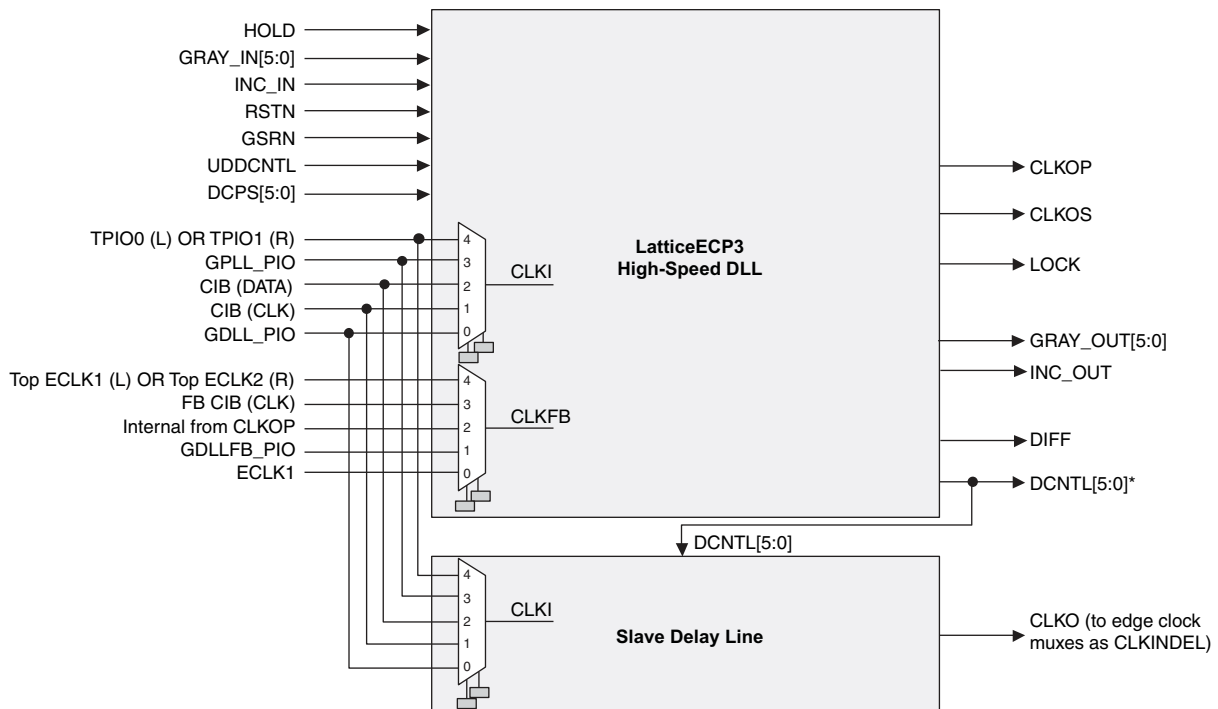 HOLD
GRAY_IN[5:0]
INC_IN
RSTN
GSRN
UDDCNTL
DCPS[5:0]
TPIO0 (L) OR TPIO1 (R)
GPLL_PIO
CIB (DATA)
CIB (CLK)
GDLL_PIO
4
3
2
1
0
CLKI
Top ECLK1 (L) OR Top ECLK2 (R)
FB CIB (CLK)
Internal from CLKOP
GDLLFB_PIO
ECLK1
4
3
2
1
0
CLKFB
LatticeECP3
High-Speed DLL
CLKOP
CLKOS
LOCK
GRAY_OUT[5:0]
INC_OUT
DIFF
DCNTL[5:0]*
DCNTL[5:0]
4
3
2
1
0
CLKI
Slave Delay Line
CLKO (to edge clock
muxes as CLKINDEL)